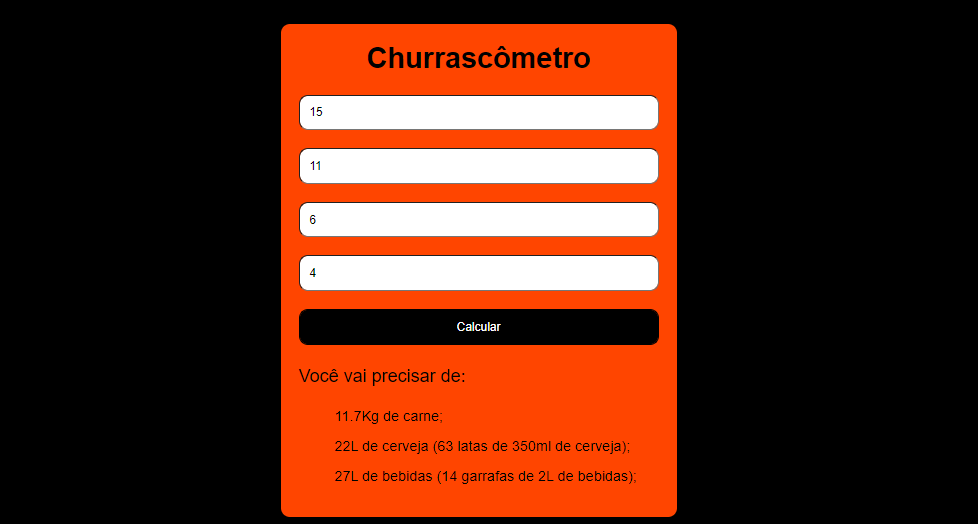 Churrascômetro
15
11
6
4
Calcular
Você vai precisar de:
11.7Kg de carne;
22L de cerveja (63 latas de 350ml de cerveja);
27L de bebidas (14 garrafas de 2L de bebidas);